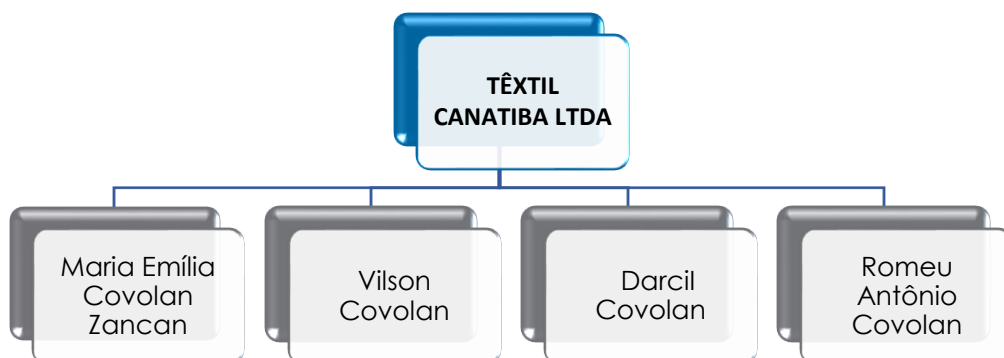 TÊXTIL
CANATIBA LTDA
Maria Emília
Covolan
Zancan
Vilson
Covolan
Darcil
Covolan
Romeu
Antônio
Covolan